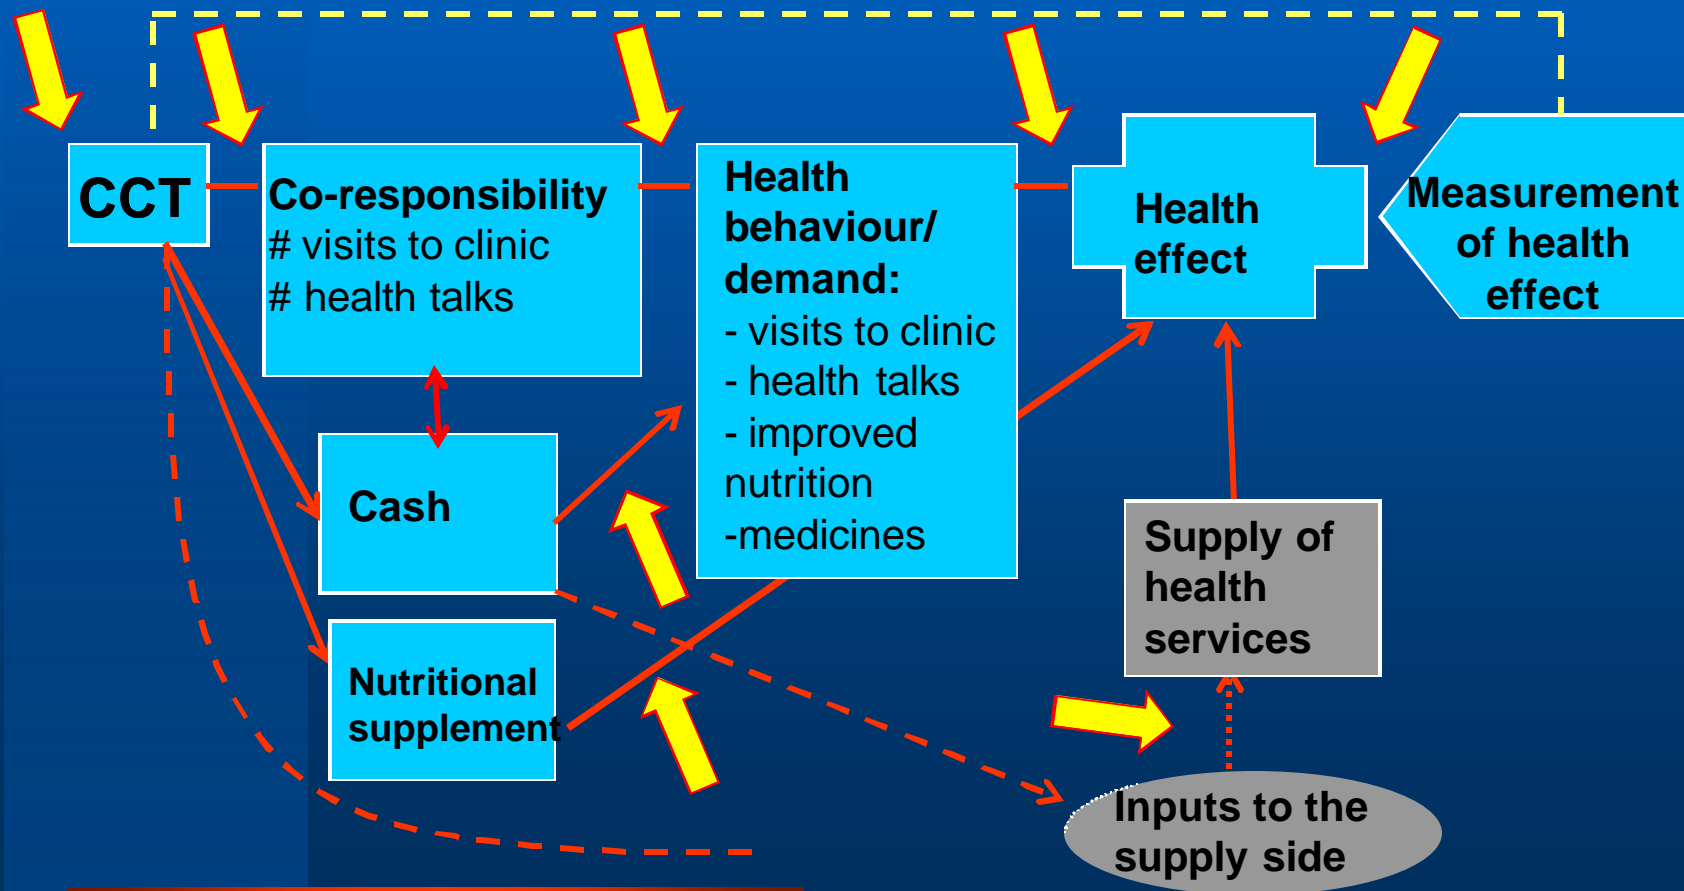 CCT
Co-responsibility
# visits to clinic
# health talks
Cash
Nutritional
supplement
Health
behaviour/
demand:
- visits to clinic
- health talks
- improved
nutrition
-medicines
Health
effect
Measurement
of health
effect
Supply of
health
services
Inputs to the
supply side